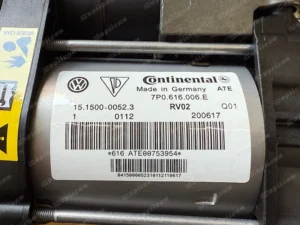 Continental
Made in Germany ATE
7P0.616.006.E
15.1500-0052.3 RV02 Q01
1 0112 200617
*616 ATE00753954*